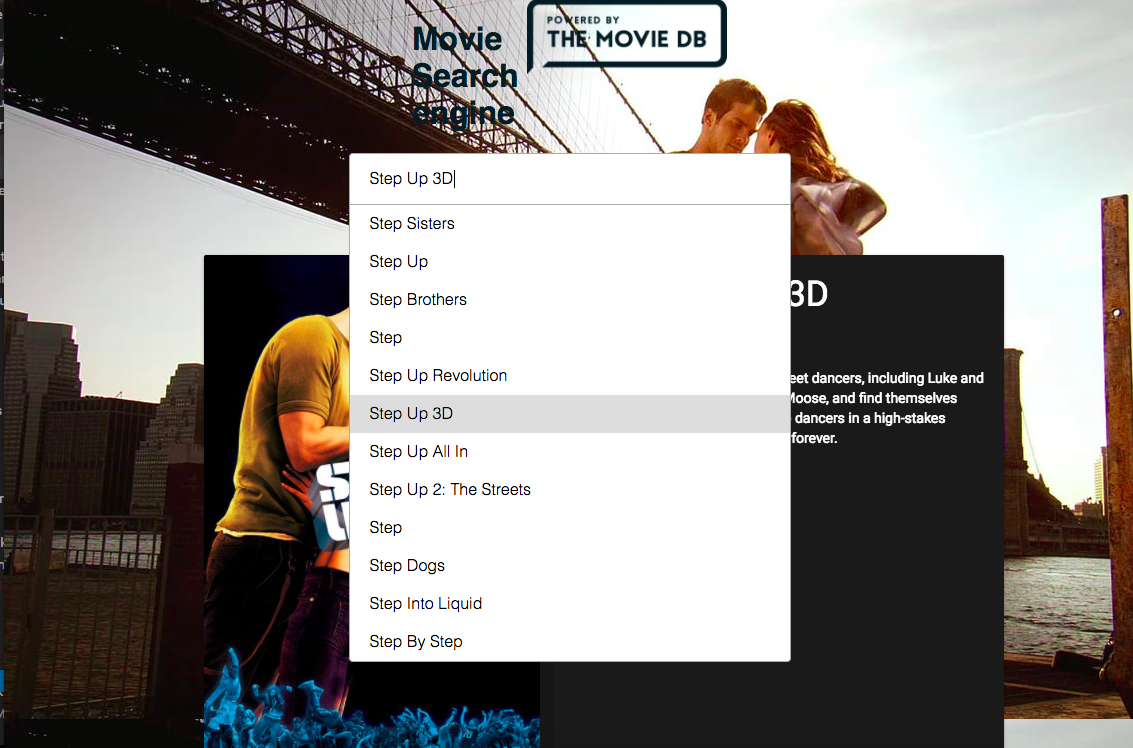 Movie
Search
engine
POWERED BY
THE MOVIE DB
Step Up 3D
Step Sisters
Step Up
Step Brothers
Step
Step Up Revolution
Step Up 3D
Step Up All In
Step Up 2: The Streets
Step
Step Dogs
Step Into Liquid
Step By Step
3D
eet dancers, including Luke and
Moose, and find themselves
dancers in a high-stakes
forever.